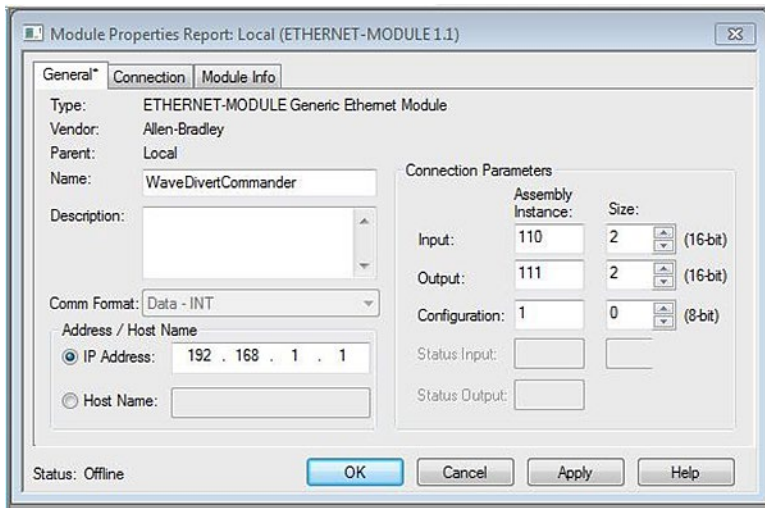 Module Properties Report: Local (ETHERNET-MODULE 1.1)
General* Connection Module Info
Type: ETHERNET-MODULE Generic Ethernet Module
Vendor: Allen-Bradley
Parent: Local
Name: WaveDivertCommander
Description:
Comm Format: Data - INT
Address / Host Name
IP Address: 192 . 168 . 1 . 1
Host Name:
Connection Parameters
Assembly
Instance: Size:
Input: 110 2 (16-bit)
Output: 111 2 (16-bit)
Configuration: 1 0 (8-bit)
Status Input:
Status Output:
Status: Offline
OK Cancel Apply Help